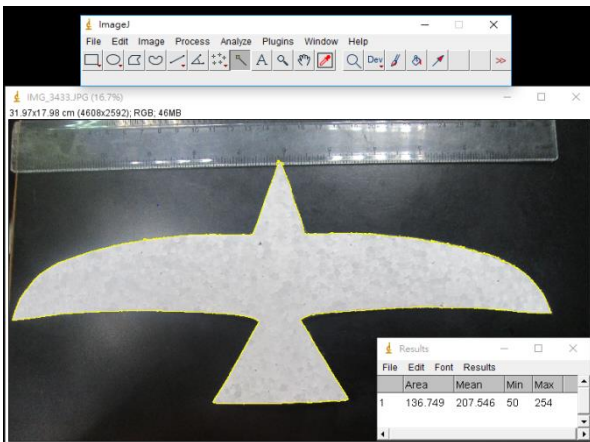 ImageJ
File Edit Image Process Analyze Plugins Window Help
A Dev >>
IMG_3433.JPG (16.7%)
31.97x17.98 cm (4608x2592); RGB; 46MB
Results
File Edit Font Results
Area Mean Min Max
1 136.749 207.546 50 254